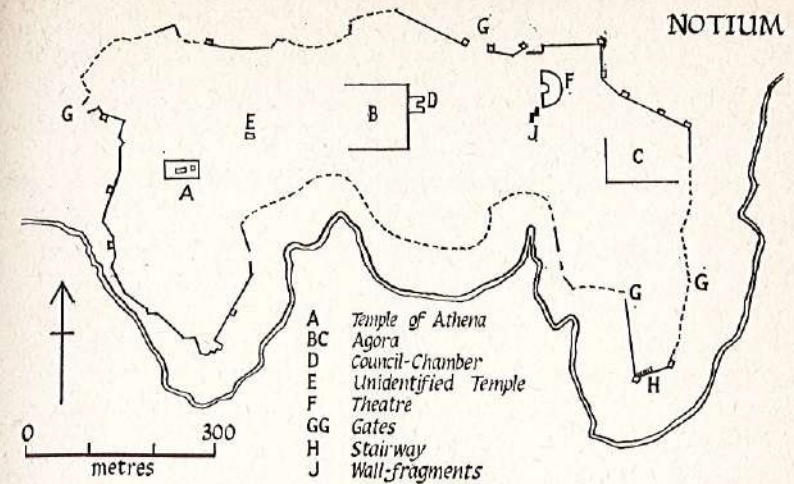 NOTIUM
G
F
G
E
B
D
J
C
A
G
G
H
A Temple of Athena
BC Agora
D Council-Chamber
E Unidentified Temple
F Theatre
GG Gates
H Stairway
J Wall-fragments
0 300
metres